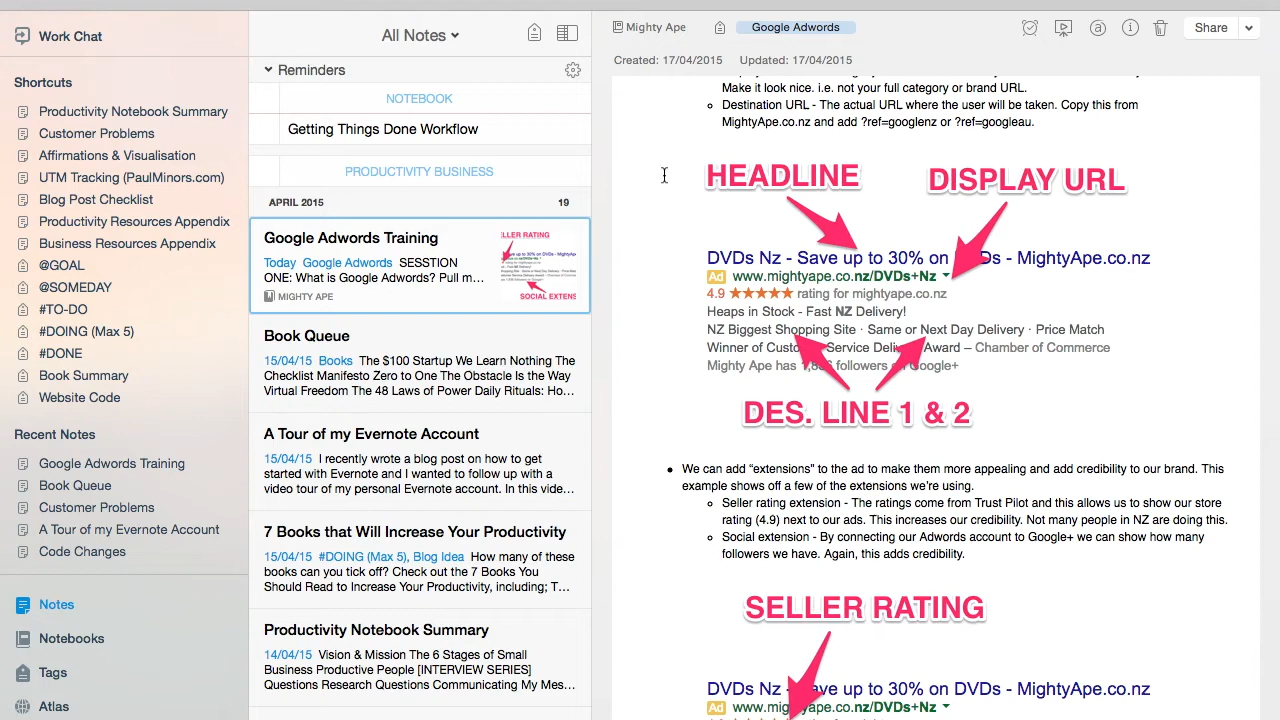 Work Chat
Shortcuts
Productivity Notebook Summary
Customer Problems
Affirmations & Visualisation
UTM Tracking (PaulMinors.com)
Blog Post Checklist
Productivity Resources Appendix
Business Resources Appendix
@GOAL
@SOMEDAY
#TO-DO
#DOING (Max 5)
#DONE
Book Summary
Website Code
Recent Notes
Google Adwords Training
Book Queue
Customer Problems
A Tour of my Evernote Account
Code Changes
Notes
Notebooks
Tags
Atlas
All Notes
Reminders
NOTEBOOK
Getting Things Done Workflow
PRODUCTIVITY BUSINESS
APRIL 2015 19
Google Adwords Training
Today Google Adwords SESSTION
ONE: What is Google Adwords? Pull m...
MIGHTY APE
LLER RATING
SOCIAL EXTENS
Book Queue
15/04/15 Books The $100 Startup We Learn Nothing The
Checklist Manifesto Zero to One The Obstacle Is the Way
Virtual Freedom The 48 Laws of Power Daily Rituals: Ho...
A Tour of my Evernote Account
15/04/15 I recently wrote a blog post on how to get
started with Evernote and I wanted to follow up with a
video tour of my personal Evernote account. In this vide...
7 Books that Will Increase Your Productivity
15/04/15 #DOING (Max 5), Blog Idea How many of these
books can you tick off? Check out the 7 Books You
Should Read to Increase Your Productivity, including; T...
Productivity Notebook Summary
14/04/15 Vision & Mission The 6 Stages of Small
Business Productive People [INTERVIEW SERIES]
Questions Research Questions Communicating My Mes...
Mighty Ape Google Adwords
Share
Created: 17/04/2015 Updated: 17/04/2015
Make it look nice. i.e. not your full category or brand URL.
Destination URL - The actual URL where the user will be taken. Copy this from
MightyApe.co.nz and add ?ref=googlenz or ?ref=googleau.
HEADLINE
DISPLAY URL
DVDs Nz - Save up to 30% on DVDs - MightyApe.co.nz
Ad www.mightyape.co.nz/DVDs+Nz
4.9 ★★★★★ rating for mightyape.co.nz
Heaps in Stock - Fast NZ Delivery!
NZ Biggest Shopping Site · Same or Next Day Delivery · Price Match
Winner of Custo Service Deliv Award – Chamber of Commerce
Mighty Ape has followers on Google+
DES. LINE 1 & 2
We can add “extensions” to the ad to make them more appealing and add credibility to our brand. This
example shows off a few of the extensions we’re using.
Seller rating extension - The ratings come from Trust Pilot and this allows us to show our store
rating (4.9) next to our ads. This increases our credibility. Not many people in NZ are doing this.
Social extension - By connecting our Adwords account to Google+ we can show how many
followers we have. Again, this adds credibility.
SELLER RATING
DVDs Nz - Save up to 30% on DVDs - MightyApe.co.nz
Ad www.mightyape.co.nz/DVDs+Nz